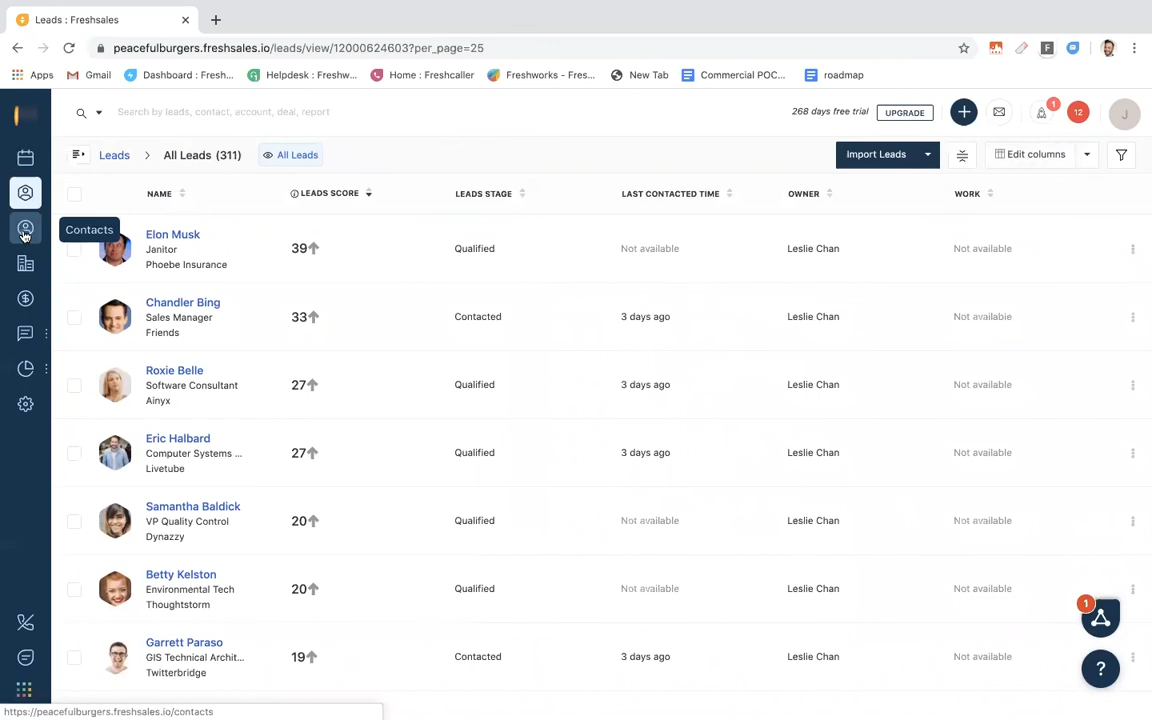 Leads : Freshsales
peacefulburgers.freshsales.io/leads/view/12000624603?per_page=25
Apps Gmail Dashboard : Fresh... Helpdesk : Freshw... Home : Freshcaller Freshworks - Fres... New Tab Commercial POC... roadmap
Search by leads, contact, account, deal, report
268 days free trial UPGRADE 1 12 J
Leads > All Leads (311) All Leads Import Leads Edit columns
NAME LEADS SCORE LEADS STAGE LAST CONTACTED TIME OWNER WORK
Contacts
Elon Musk
Janitor
Phoebe Insurance
39 Qualified Not available Leslie Chan Not available
Chandler Bing
Sales Manager
Friends
33 Contacted 3 days ago Leslie Chan Not available
Roxie Belle
Software Consultant
Ainyx
27 Qualified 3 days ago Leslie Chan Not available
Eric Halbard
Computer Systems ...
Livetube
27 Qualified 3 days ago Leslie Chan Not available
Samantha Baldick
VP Quality Control
Dynazzy
20 Qualified Not available Leslie Chan Not available
Betty Kelston
Environmental Tech
Thoughtstorm
20 Qualified Not available Leslie Chan Not available
Garrett Paraso
GIS Technical Archit...
Twitterbridge
19 Contacted 3 days ago Leslie Chan Not available
1
?
https://peacefulburgers.freshsales.io/contacts